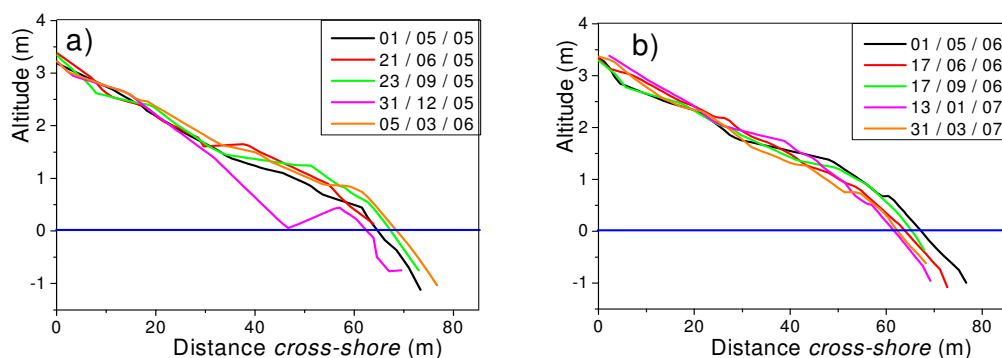 a)
01 / 05 / 05
21 / 06 / 05
23 / 09 / 05
31 / 12 / 05
05 / 03 / 06
Altitude (m)
4
3
2
1
0
-1
0 20 40 60 80
Distance cross-shore (m)
b)
01 / 05 / 06
17 / 06 / 06
17 / 09 / 06
13 / 01 / 07
31 / 03 / 07
Altitude (m)
4
3
2
1
0
-1
0 20 40 60 80
Distance cross-shore (m)